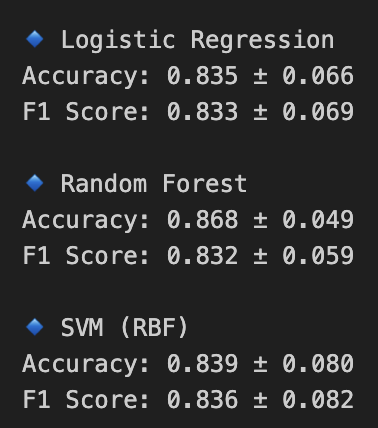 🔹 Logistic Regression
Accuracy: 0.835 ± 0.066
F1 Score: 0.833 ± 0.069
🔹 Random Forest
Accuracy: 0.868 ± 0.049
F1 Score: 0.832 ± 0.059
🔹 SVM (RBF)
Accuracy: 0.839 ± 0.080
F1 Score: 0.836 ± 0.082